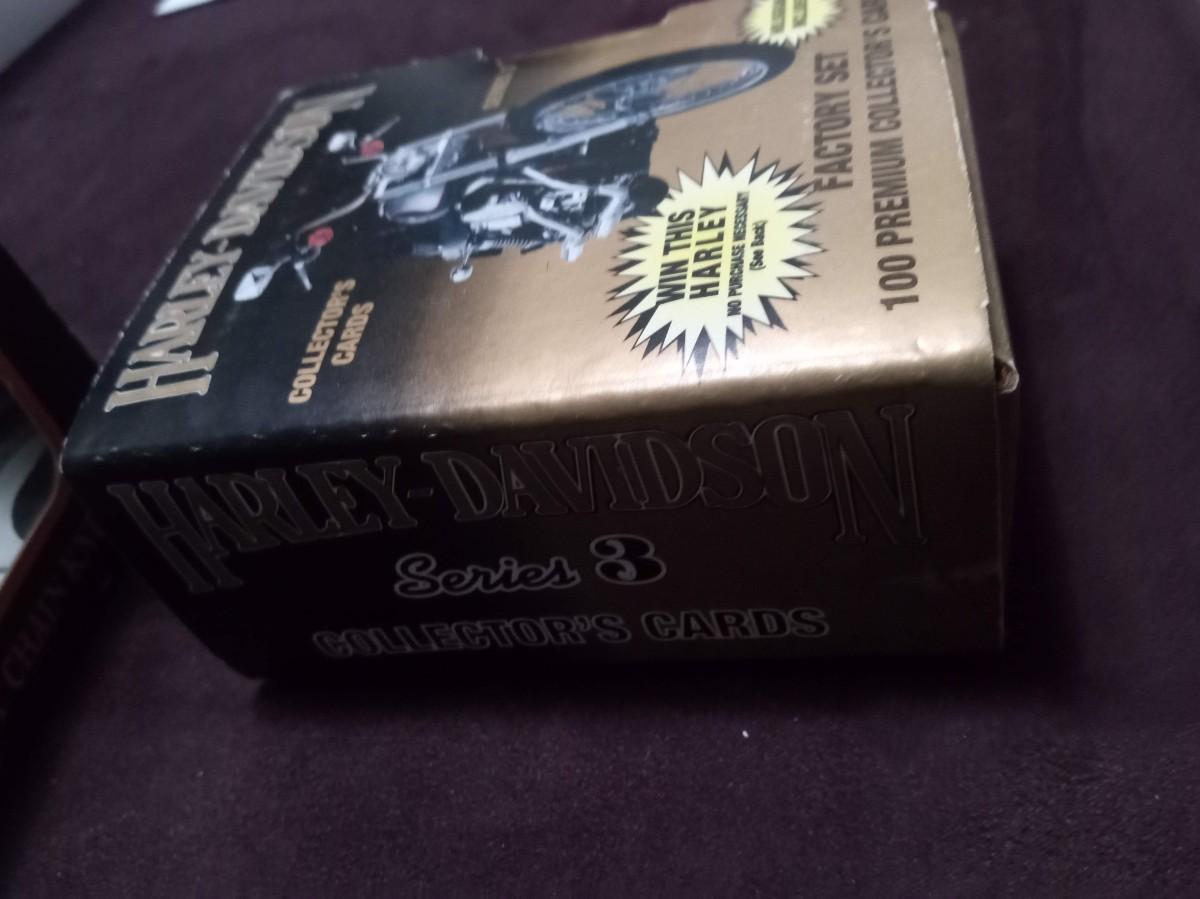 HARLEY-DAVIDSON
COLLECTOR'S
CARDS
WIN THIS
HARLEY
NO PURCHASE NECESSARY
(See Back)
FACTORY SET
100 PREMIUM COLLECTOR'S CARDS
HARLEY-DAVIDSON
Series 3
COLLECTOR'S CARDS